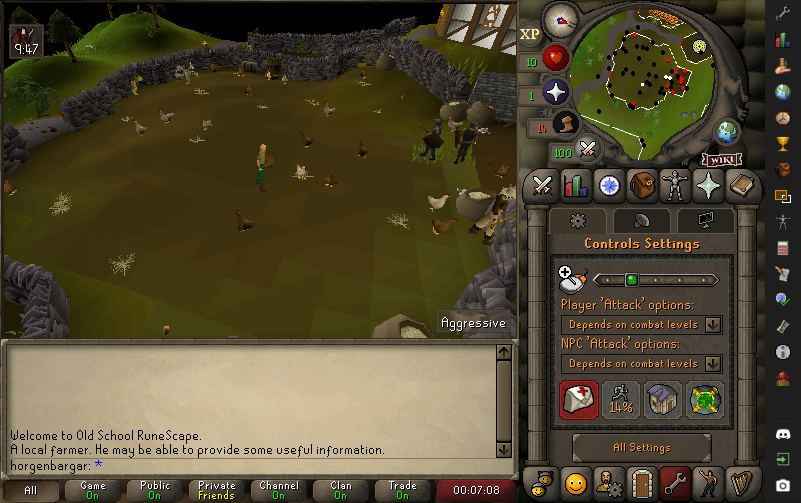 9:47
XP
10
1
14
100
WIKI
Controls Settings
Player 'Attack' options:
Depends on combat levels
NPC 'Attack' options:
Depends on combat levels
14%
All Settings
Aggressive
Welcome to Old School RuneScape.
A local farmer. He may be able to provide some useful information.
horgenbargar: *
All
Game
On
Public
On
Private
Friends
Channel
On
Clan
On
Trade
On
00:07:08